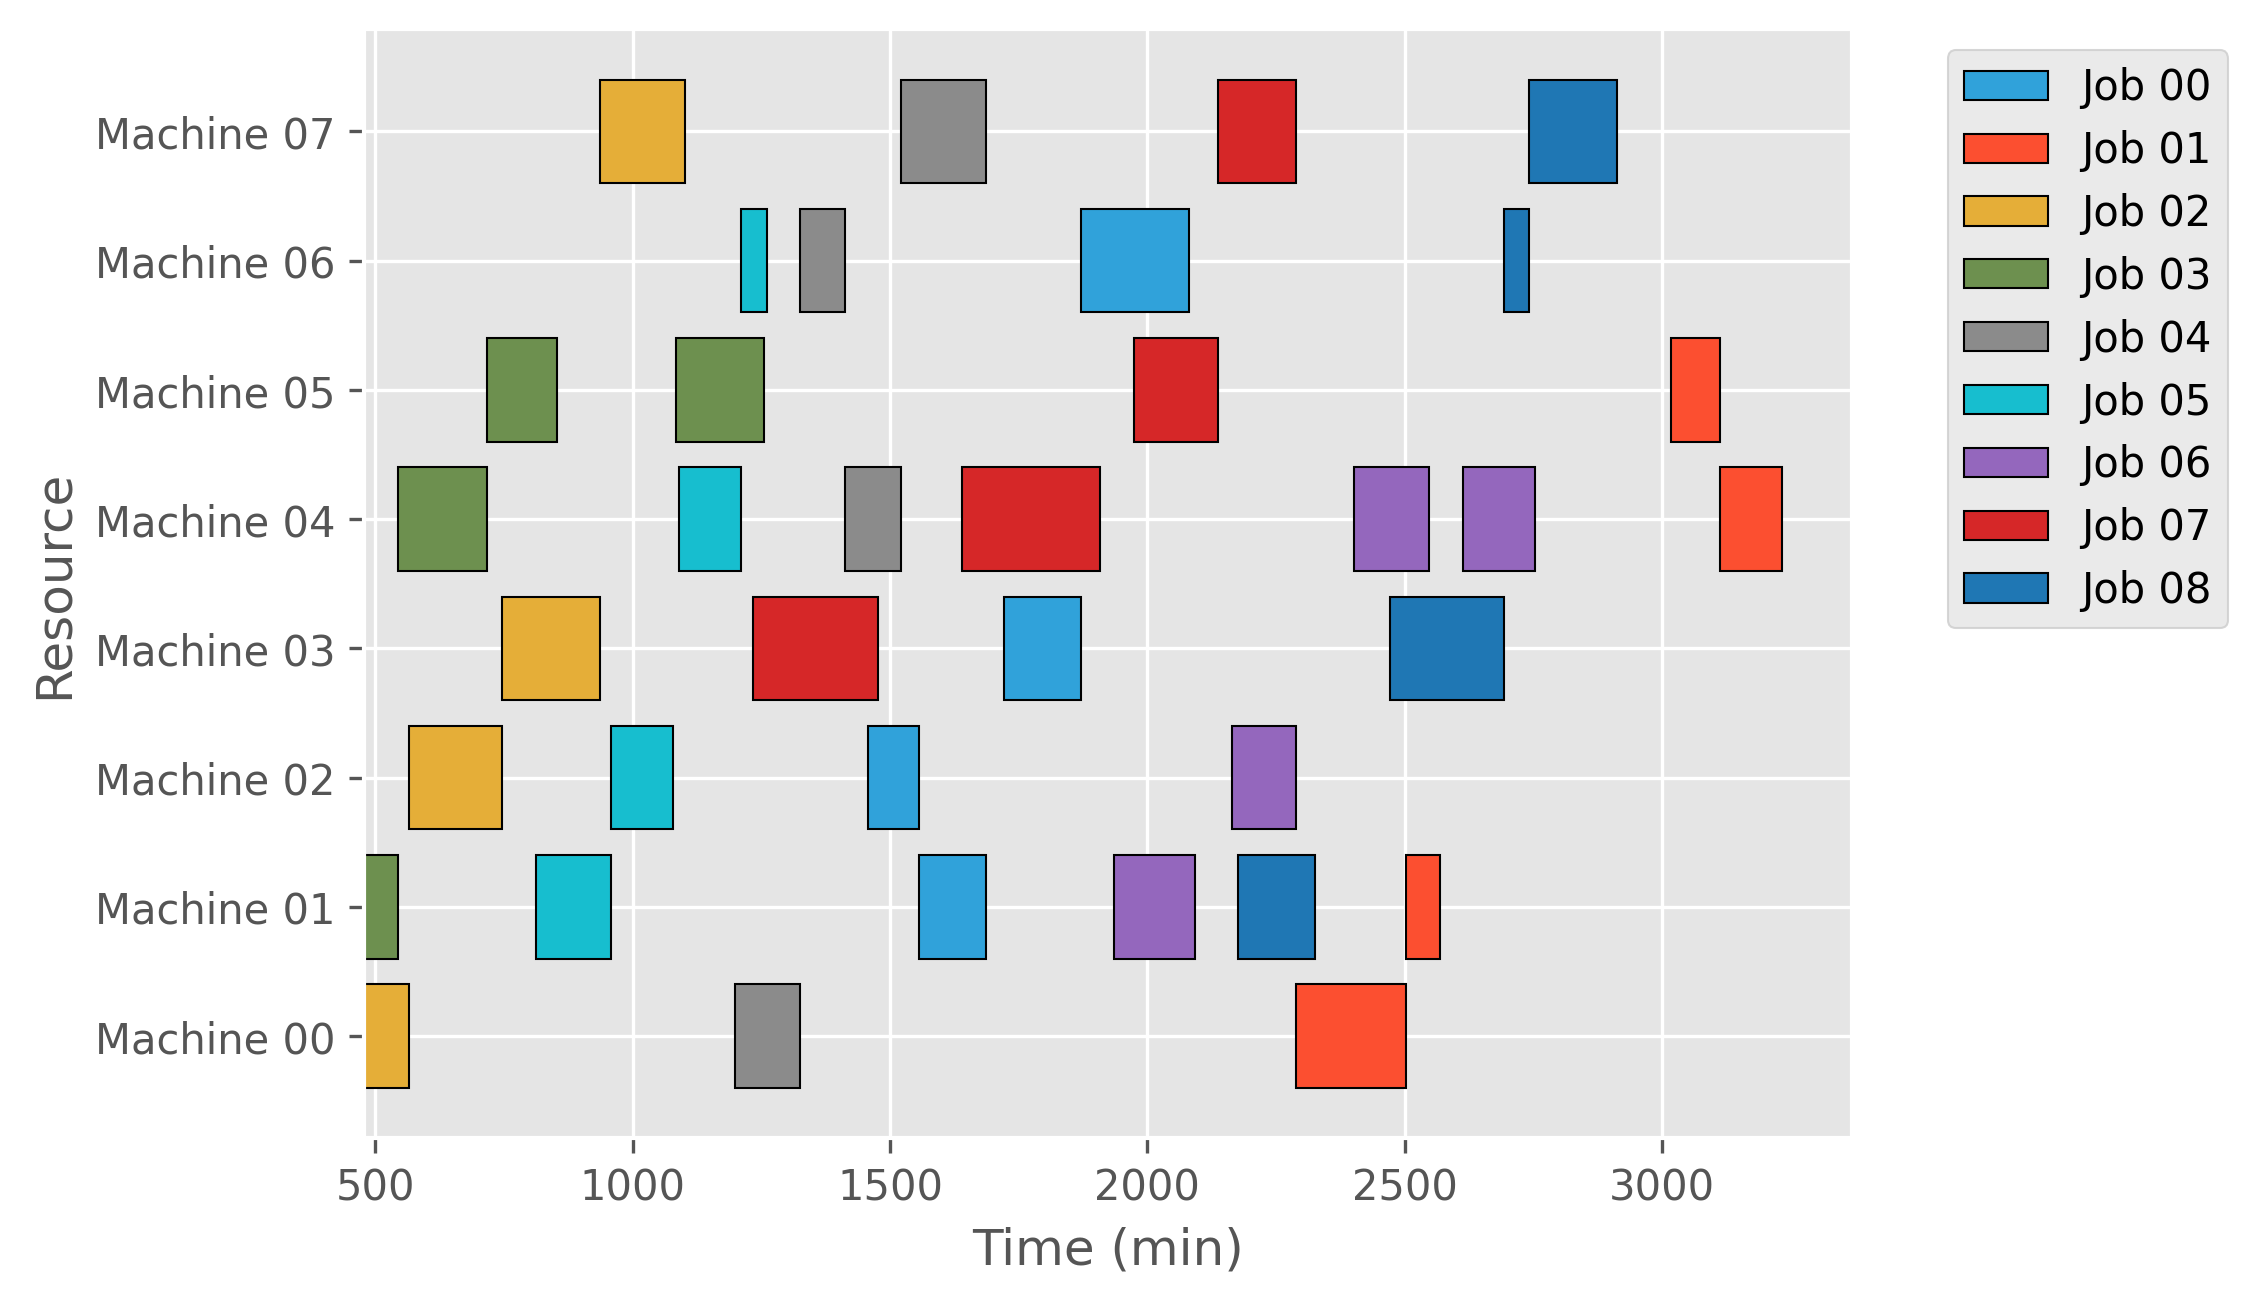 Machine 07
Machine 06
Machine 05
Machine 04
Machine 03
Machine 02
Machine 01
Machine 00
Resource
500 1000 1500 2000 2500 3000
Time (min)
Job 00
Job 01
Job 02
Job 03
Job 04
Job 05
Job 06
Job 07
Job 08